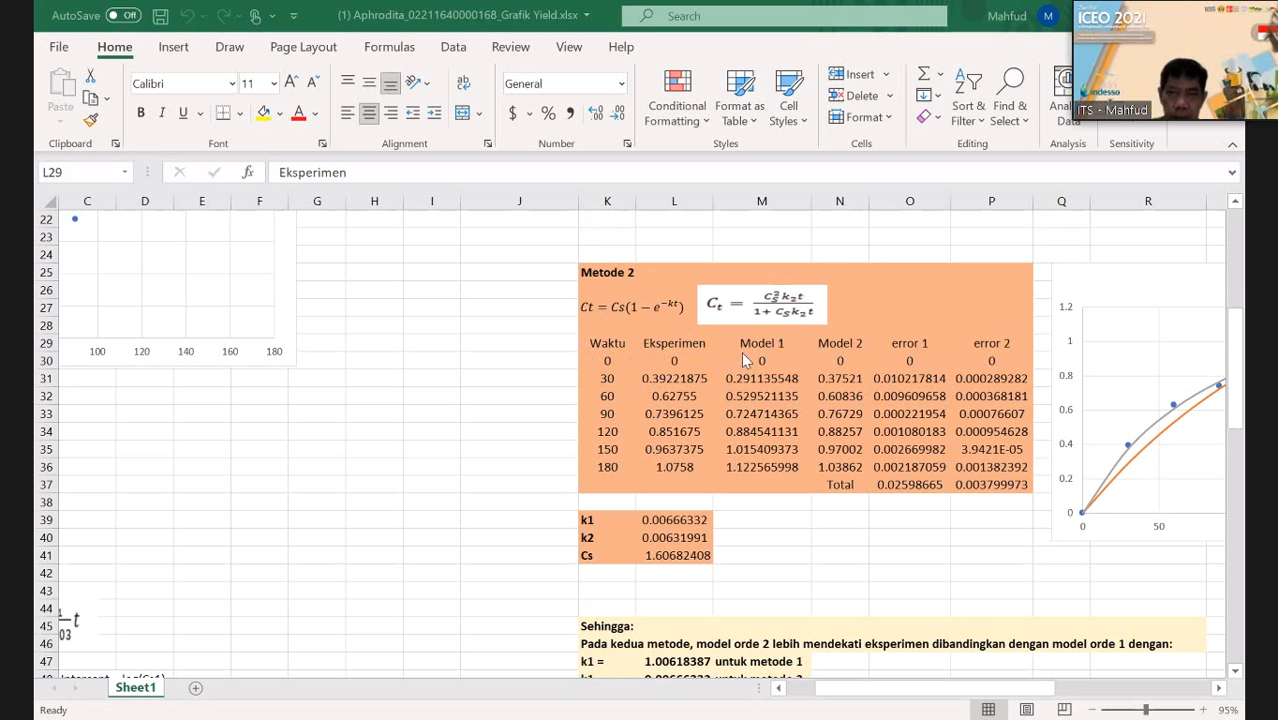 AutoSave Off
(1) Aphrodita_02211640000168_G
.xlsx
Search
Mahfud
M
File Home Insert Draw Page Layout Formulas Data Review View Help
Paste
Calibri 11
General
B I U
$ % ,
Conditional Formatting
Format as Table
Cell Styles
Insert
Delete
Format
Sort & Filter
Find & Select
Data
Clipboard Font Alignment Number Styles Cells Editing Analysis Sensitivity
ICEO 2021
indesso
ITS - Mahfud
L29
fx
Eksperimen
C D E F G H I J K L M N O P Q R
22
23
24
25 Metode 2
26
27 Ct = Cs(1 − e^{−kt}) C_t = C_s^2 k_2 t / 1 + C_s k_2 t
28
29 Waktu Eksperimen Model 1 Model 2 error 1 error 2
30 0 0 0 0 0 0
31 30 0.39221875 0.291135548 0.37521 0.010217814 0.000289282
32 60 0.62755 0.529521135 0.60836 0.009609658 0.000368181
33 90 0.7396125 0.724714365 0.76729 0.000221954 0.00076607
34 120 0.851675 0.884541131 0.88257 0.001080183 0.000954628
35 150 0.9637375 1.015409373 0.97002 0.002669982 3.9421E-05
36 180 1.0758 1.122565998 1.03862 0.002187059 0.001382392
37 Total 0.02598665 0.003799973
38
39 k1 0.00666332
40 k2 0.00631991
41 Cs 1.60682408
42
43
44
45 Sehingga:
46 Pada kedua metode, model orde 2 lebih mendekati eksperimen dibandingkan dengan model orde 1 dengan:
47 k1 = 1.00618387 untuk metode 1
100 120 140 160 180
1.2
1
0.8
0.6
0.4
0.2
0
0 50
t
03
Sheet1
Ready
95%